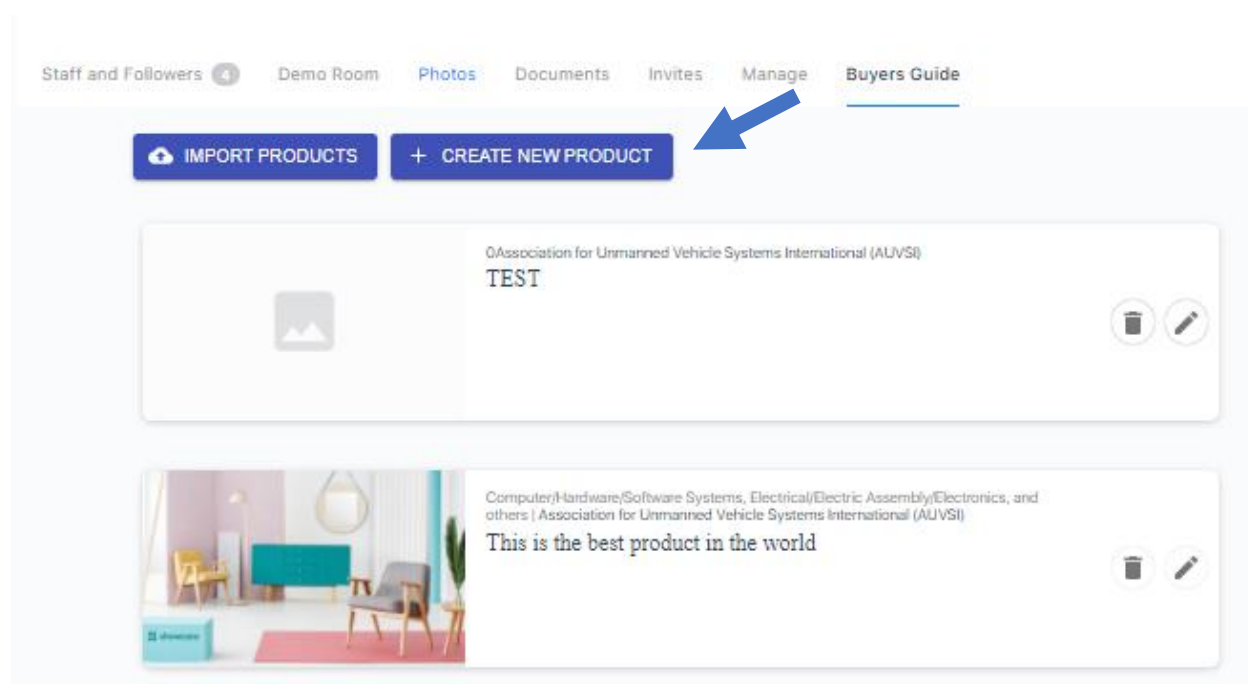 Staff and Followers 4 Demo Room Photos Documents Invites Manage Buyers Guide
IMPORT PRODUCTS + CREATE NEW PRODUCT
0Association for Unmanned Vehicle Systems International (AUVSI)
TEST
Computer/Hardware/Software Systems, Electrical/Electric Assembly/Electronics, and
others | Association for Unmanned Vehicle Systems International (AUVSI)
This is the best product in the world